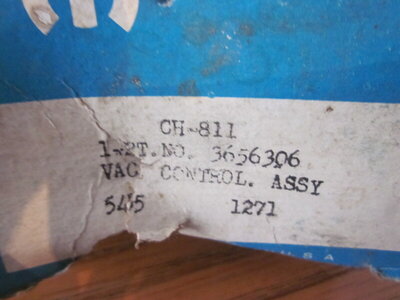 CH-811
1-PT.NO. 3656306
VAC. CONTROL. ASSY
545 1271
U.S.A